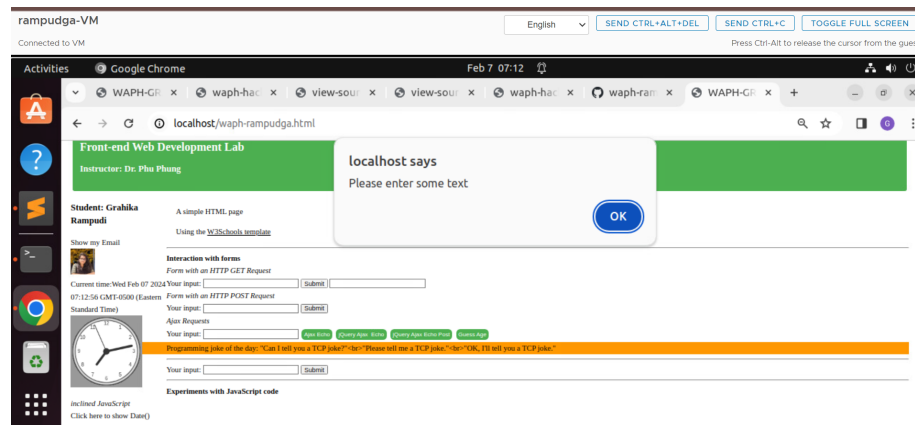 rampudga-VM
English
SEND CTRL+ALT+DEL
SEND CTRL+C
TOGGLE FULL SCREEN
Connected to VM
Press Ctrl-Alt to release the cursor from the gues
Activities
Google Chrome
Feb 7 07:12
WAPH-GR
waph-hac
view-sour
view-sour
waph-hac
waph-ram
WAPH-GR
localhost/waph-rampudga.html
G
Front-end Web Development Lab
Instructor: Dr. Phu Phung
localhost says
Please enter some text
OK
Student: Grahika
Rampudi
A simple HTML page
Using the W3Schools template
Show my Email
Interaction with forms
Form with an HTTP GET Request
Current time:Wed Feb 07 2024
Your input:
Submit
07:12:56 GMT-0500 (Eastern
Form with an HTTP POST Request
Standard Time)
Your input:
Submit
Ajax Requests
Your input:
Ajax Echo
jQuery Ajax Echo
jQuery Ajax Echo Post
Guess Age
Programming joke of the day: "Can I tell you a TCP joke?"<br>"Please tell me a TCP joke."<br>"OK, I'll tell you a TCP joke."
Your input:
Submit
Experiments with JavaScript code
inclined JavaScript
Click here to show Date()